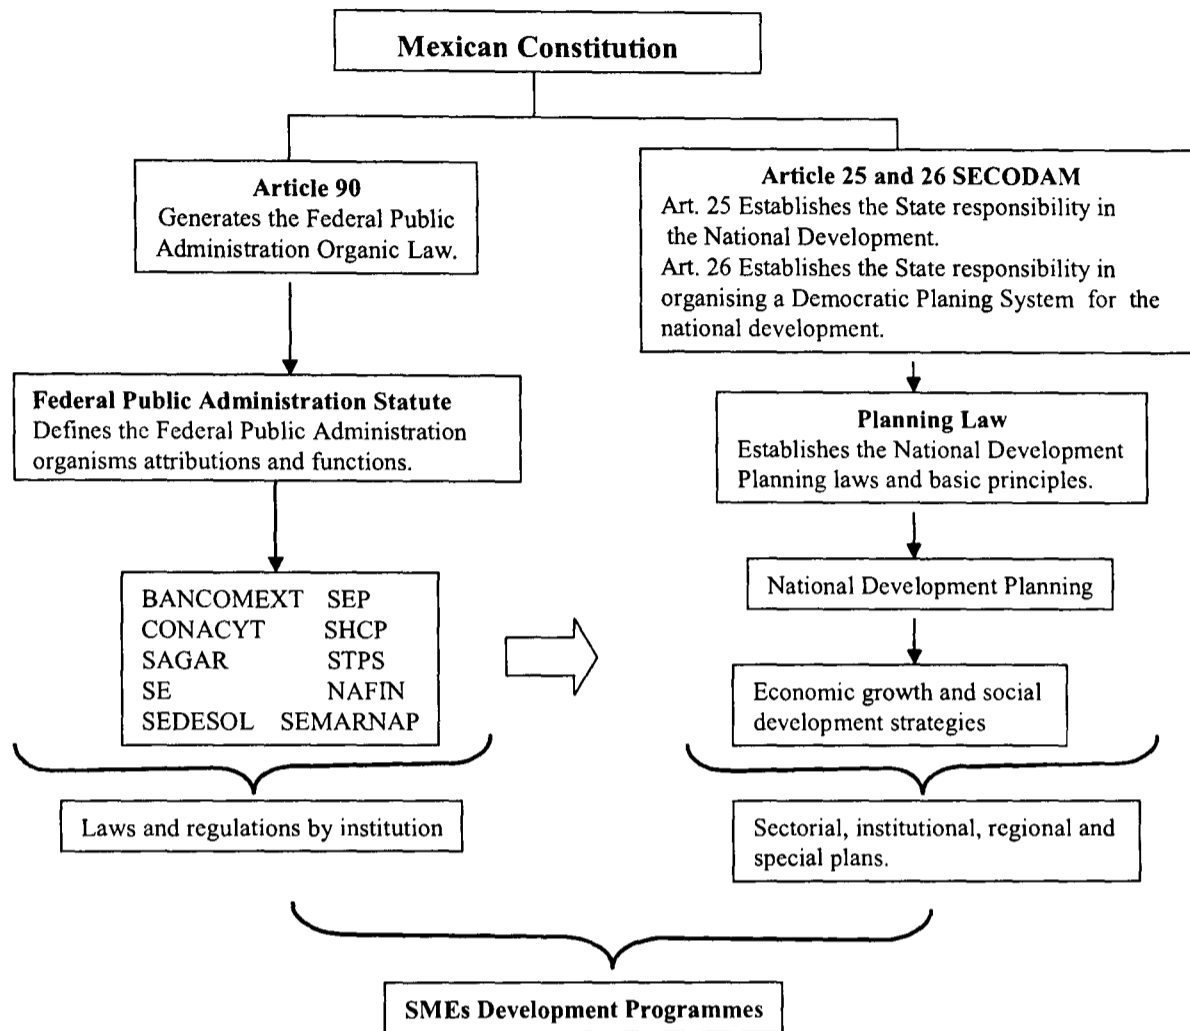 Mexican Constitution
Article 90
Generates the Federal Public
Administration Organic Law.
Article 25 and 26 SECODAM
Art. 25 Establishes the State responsibility in
the National Development.
Art. 26 Establishes the State responsibility in
organising a Democratic Planing System for the
national development.
Federal Public Administration Statute
Defines the Federal Public Administration
organisms attributions and functions.
Planning Law
Establishes the National Development
Planning laws and basic principles.
National Development Planning
BANCOMEXT SEP
CONACYT SHCP
SAGAR STPS
SE NAFIN
SEDESOL SEMARNAP
Economic growth and social
development strategies
Laws and regulations by institution
Sectorial, institutional, regional and
special plans.
SMEs Development Programmes